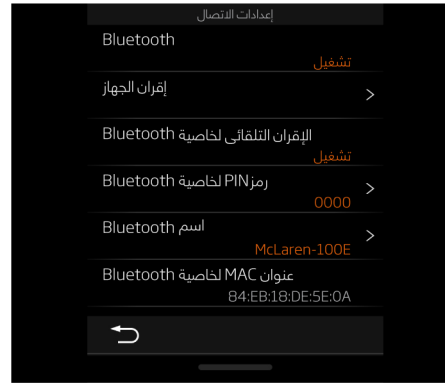 إعدادات الاتصال
Bluetooth
تشغيل
إقران الجهاز
الإقران التلقائي لخاصية Bluetooth
تشغيل
رمز PIN لخاصية Bluetooth
0000
اسم Bluetooth
McLaren-100E
عنوان MAC لخاصية Bluetooth
84:EB:18:DE:5E:0A